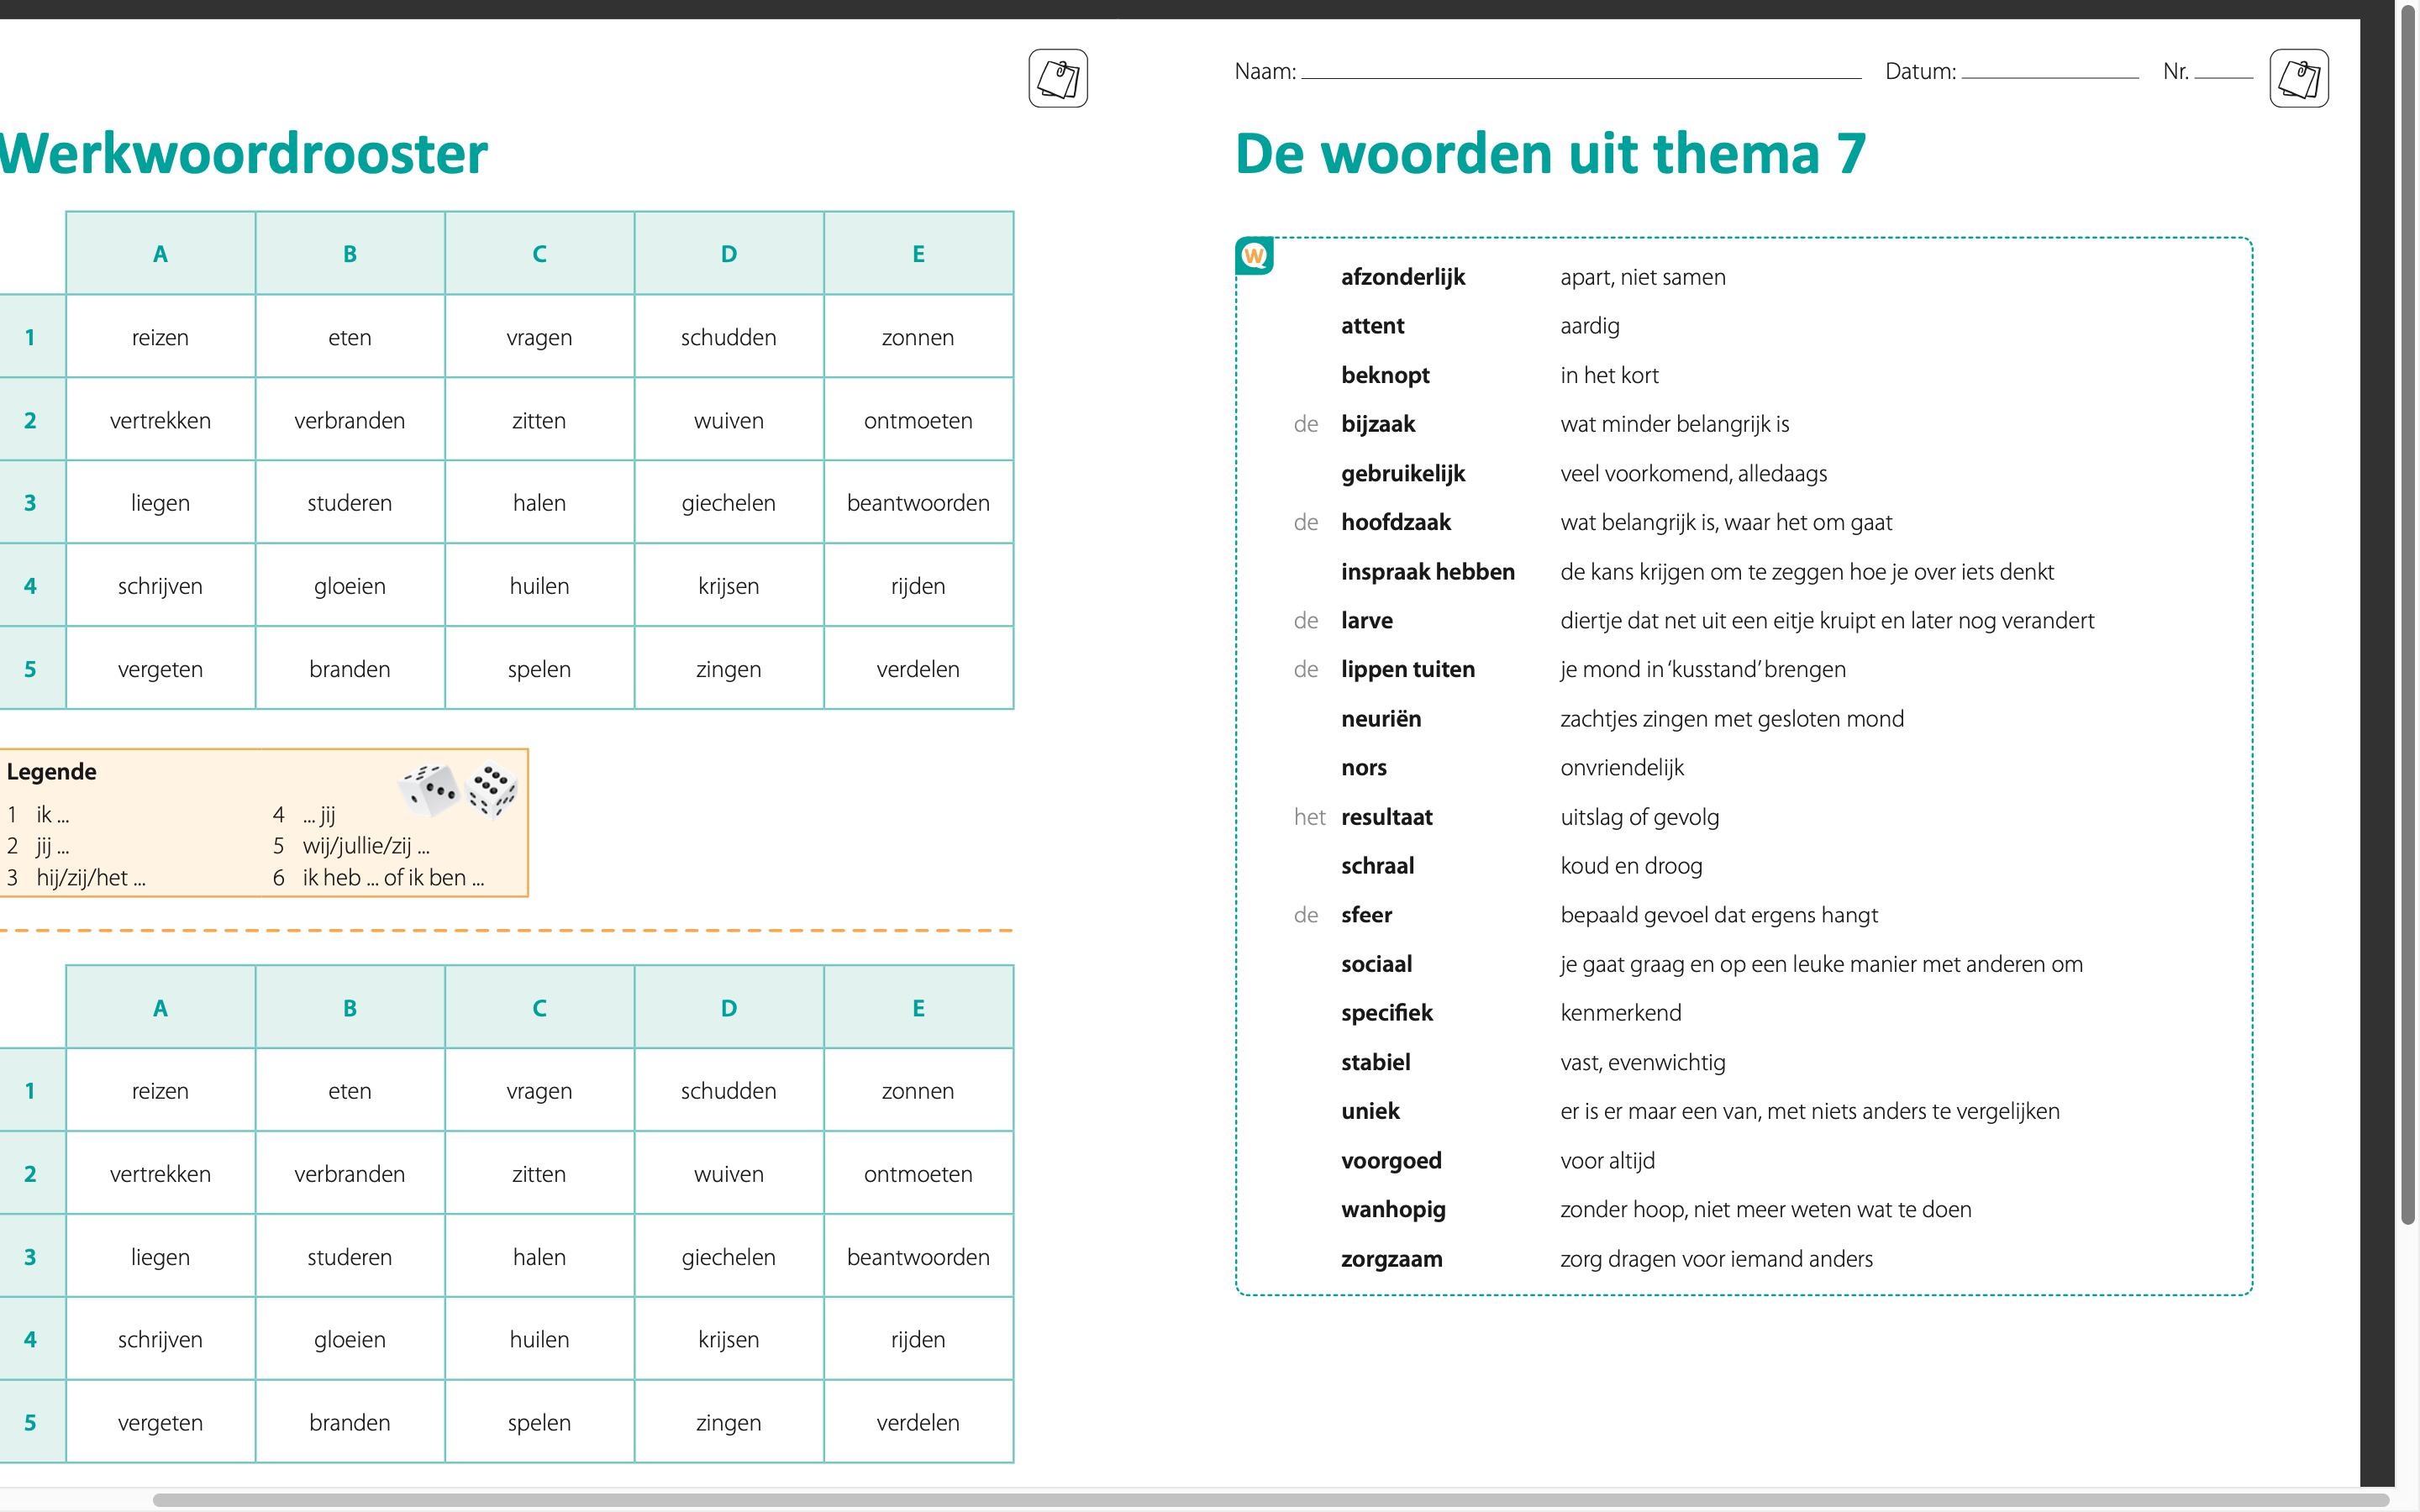 Werkwoordrooster
A B C D E
1 reizen eten vragen schudden zonnen
2 vertrekken verbranden zitten wuiven ontmoeten
3 liegen studeren halen giechelen beantwoorden
4 schrijven gloeien huilen krijsen rijden
5 vergeten branden spelen zingen verdelen
Legende
1 ik ... 4 ... jij
2 jij ... 5 wij/jullie/zij ...
3 hij/zij/het ... 6 ik heb ... of ik ben ...
A B C D E
1 reizen eten vragen schudden zonnen
2 vertrekken verbranden zitten wuiven ontmoeten
3 liegen studeren halen giechelen beantwoorden
4 schrijven gloeien huilen krijsen rijden
5 vergeten branden spelen zingen verdelen
Naam: Datum: Nr.
De woorden uit thema 7
W
afzonderlijk apart, niet samen
attent aardig
beknopt in het kort
de bijzaak wat minder belangrijk is
gebruikelijk veel voorkomend, alledaags
de hoofdzaak wat belangrijk is, waar het om gaat
inspraak hebben de kans krijgen om te zeggen hoe je over iets denkt
de larve diertje dat net uit een eitje kruipt en later nog verandert
de lippen tuiten je mond in ‘kusstand’ brengen
neuriën zachtjes zingen met gesloten mond
nors onvriendelijk
het resultaat uitslag of gevolg
schraal koud en droog
de sfeer bepaald gevoel dat ergens hangt
sociaal je gaat graag en op een leuke manier met anderen om
specifiek kenmerkend
stabiel vast, evenwichtig
uniek er is er maar een van, met niets anders te vergelijken
voorgoed voor altijd
wanhopig zonder hoop, niet meer weten wat te doen
zorgzaam zorg dragen voor iemand anders